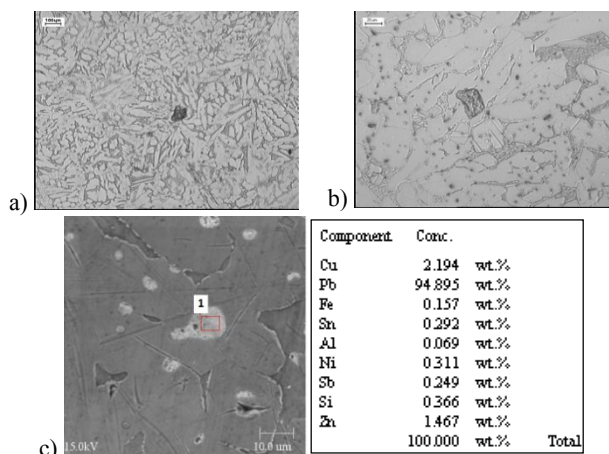 100µm
a)
b)
1
15.0kV
10.0 µm
c)
Component Conc.
Cu 2.194 wt.%
Pb 94.895 wt.%
Fe 0.157 wt.%
Sn 0.292 wt.%
Al 0.069 wt.%
Ni 0.311 wt.%
Sb 0.249 wt.%
Si 0.366 wt.%
Zn 1.467 wt.%
100.000 wt.% Total